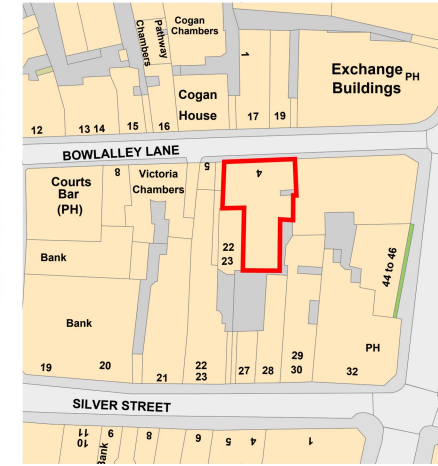 Cogan
Chambers
Pathway
Chambers
1
Exchange PH
Buildings
Cogan
House
12
13 14
15
16
17
19
BOWLALLEY LANE
Courts
Bar
(PH)
8
Victoria
Chambers
5
4
Bank
22
23
44 to 46
Bank
PH
19
20
21
22
23
27
28
29
30
32
SILVER STREET
11
10
9
Bank
8
6
5
4
1